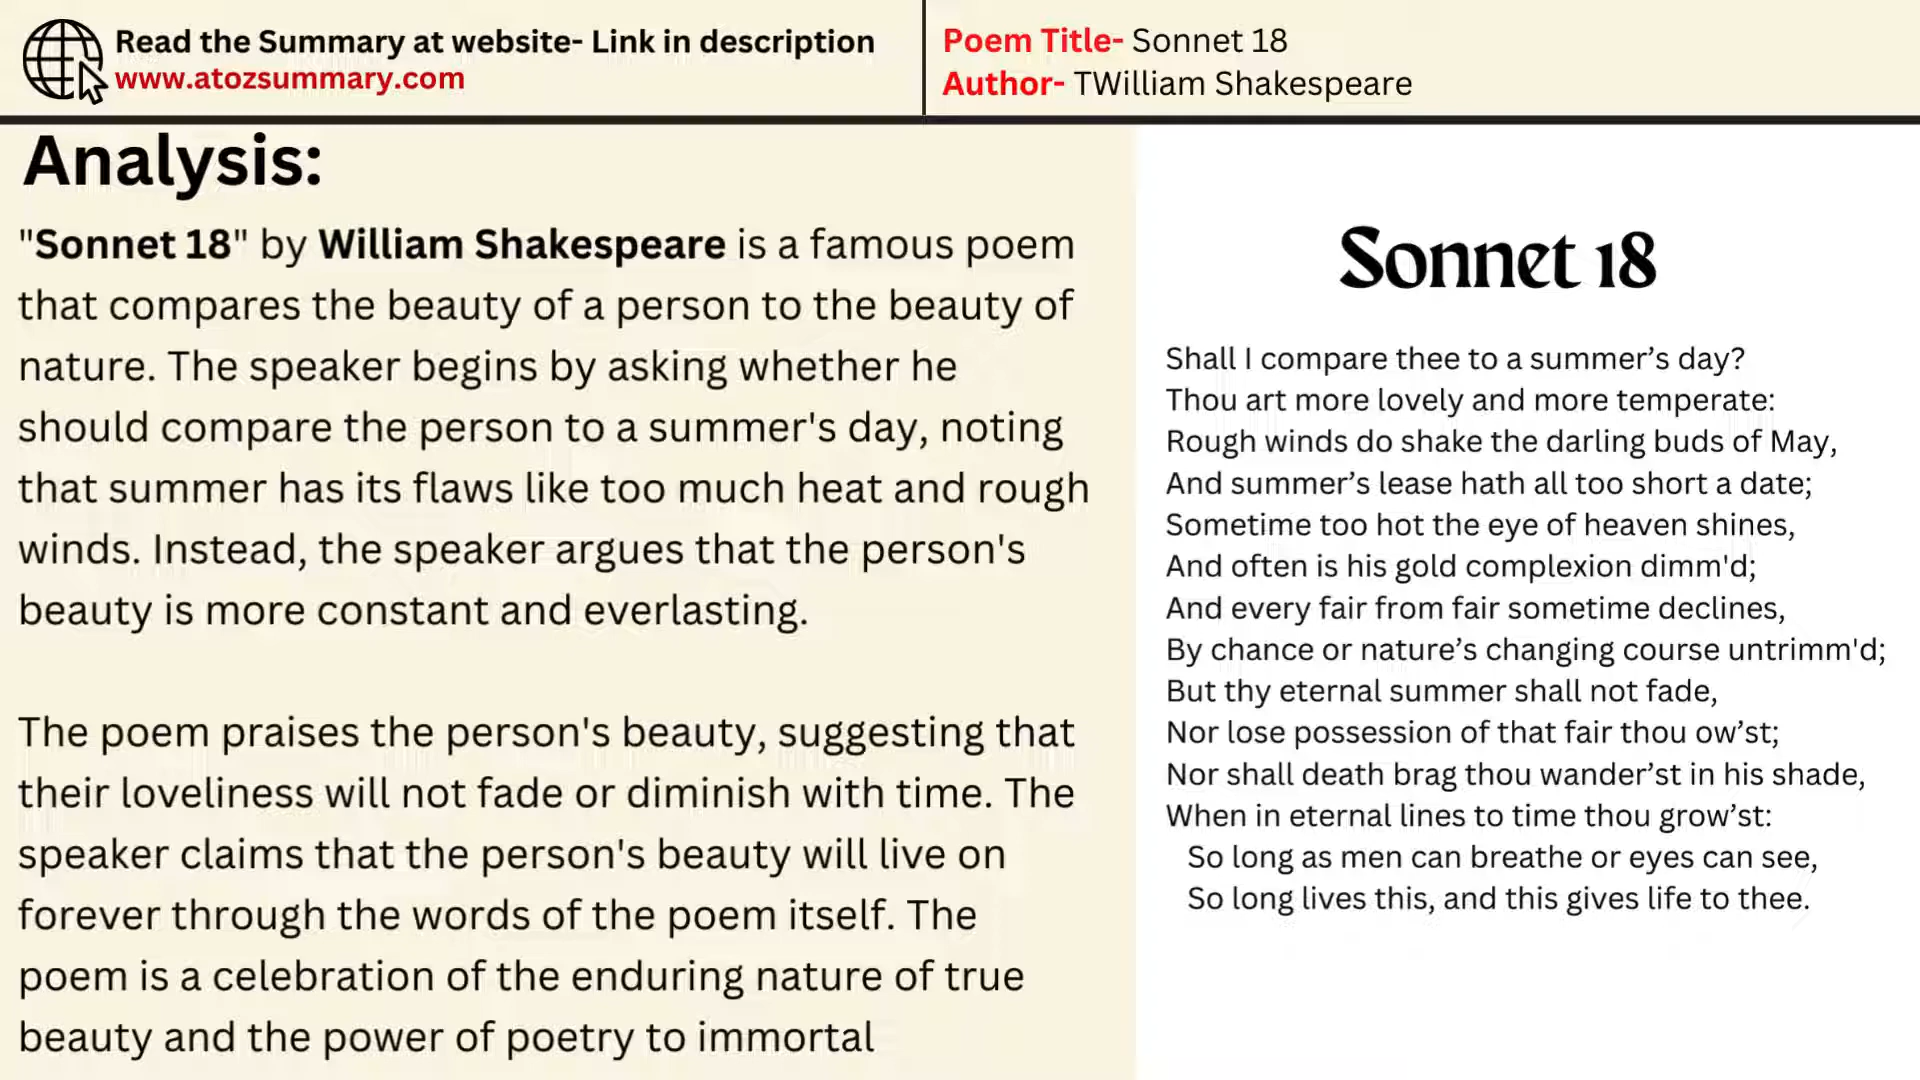 Read the Summary at website- Link in description
www.atozsummary.com
Poem Title- Sonnet 18
Author- TWilliam Shakespeare
Analysis:
"Sonnet 18" by William Shakespeare is a famous poem
that compares the beauty of a person to the beauty of
nature. The speaker begins by asking whether he
should compare the person to a summer's day, noting
that summer has its flaws like too much heat and rough
winds. Instead, the speaker argues that the person's
beauty is more constant and everlasting.
The poem praises the person's beauty, suggesting that
their loveliness will not fade or diminish with time. The
speaker claims that the person's beauty will live on
forever through the words of the poem itself. The
poem is a celebration of the enduring nature of true
beauty and the power of poetry to immortal
Sonnet 18
Shall I compare thee to a summer’s day?
Thou art more lovely and more temperate:
Rough winds do shake the darling buds of May,
And summer’s lease hath all too short a date;
Sometime too hot the eye of heaven shines,
And often is his gold complexion dimm'd;
And every fair from fair sometime declines,
By chance or nature’s changing course untrimm'd;
But thy eternal summer shall not fade,
Nor lose possession of that fair thou ow’st;
Nor shall death brag thou wander’st in his shade,
When in eternal lines to time thou grow’st:
So long as men can breathe or eyes can see,
So long lives this, and this gives life to thee.